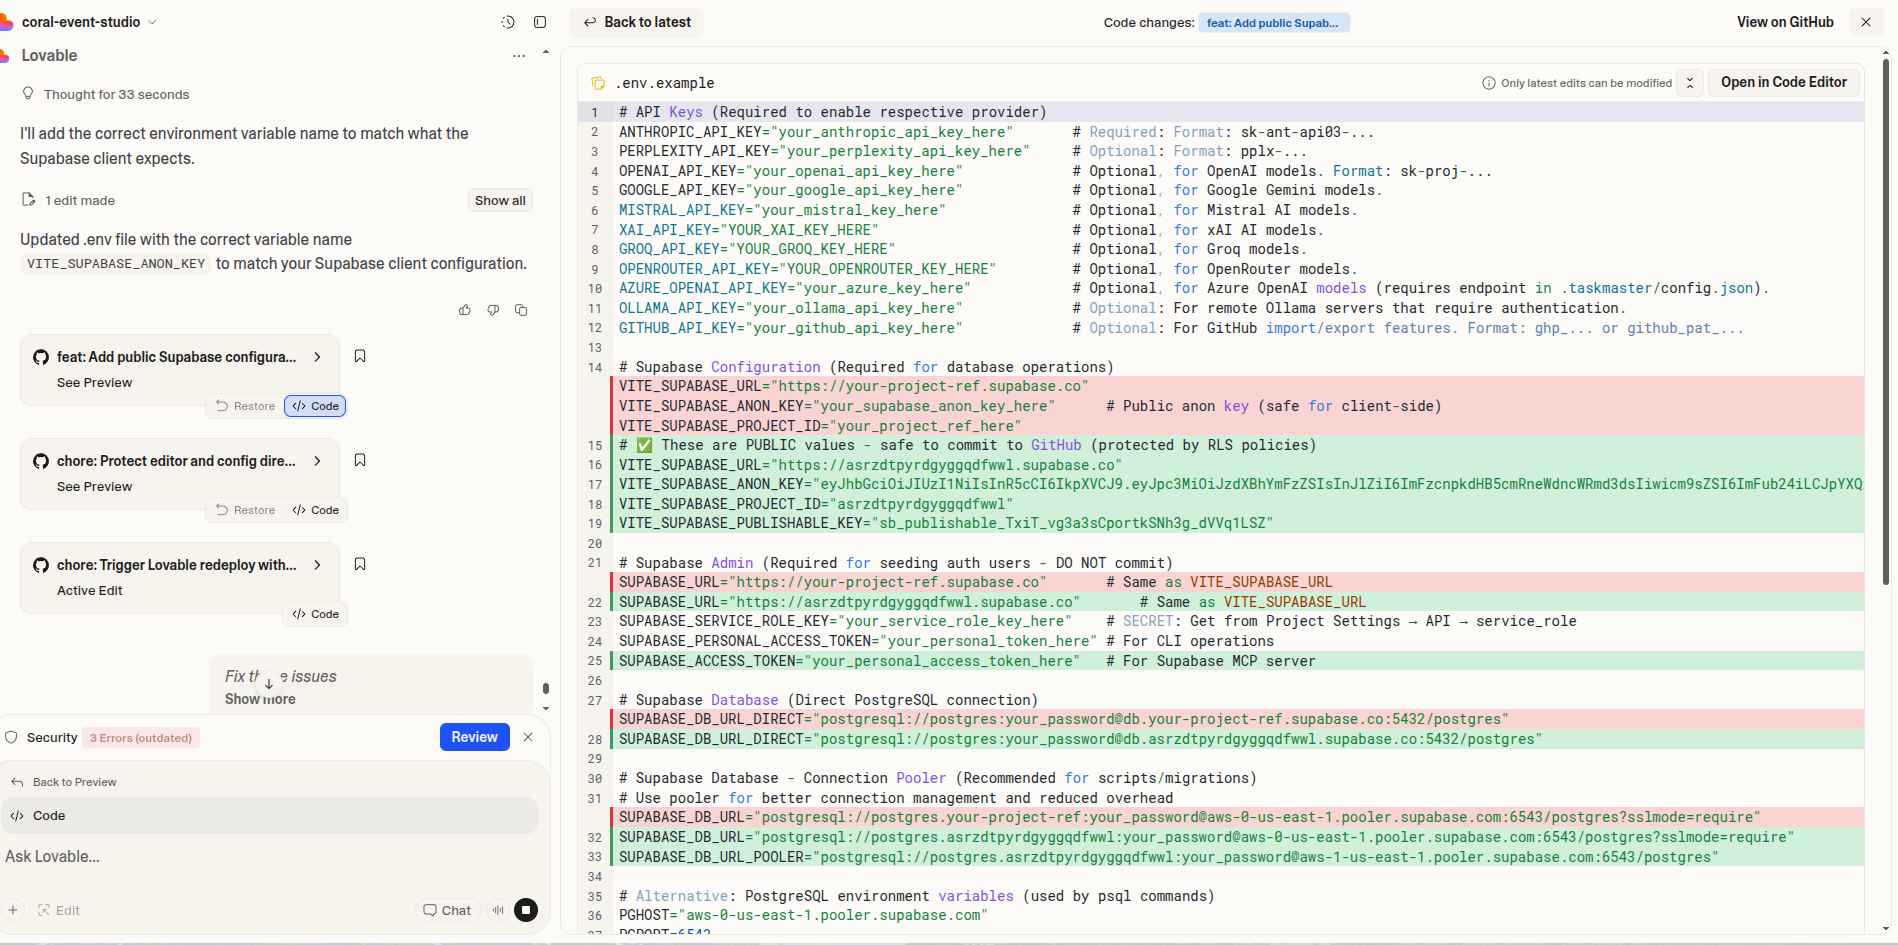 coral-event-studio
Back to latest
Code changes: feat: Add public Supab...
View on GitHub
Lovable
Thought for 33 seconds
I'll add the correct environment variable name to match what the
Supabase client expects.
1 edit made
Show all
Updated .env file with the correct variable name
VITE_SUPABASE_ANON_KEY to match your Supabase client configuration.
feat: Add public Supabase configura...
See Preview
Restore
Code
chore: Protect editor and config dire...
See Preview
Restore
Code
chore: Trigger Lovable redeploy with...
Active Edit
Code
Fix issues
Show more
Security 3 Errors (outdated)
Review
Back to Preview
Code
Ask Lovable...
Edit
Chat
.env.example
Only latest edits can be modified
Open in Code Editor
1 # API Keys (Required to enable respective provider)
2 ANTHROPIC_API_KEY="your_anthropic_api_key_here" # Required: Format: sk-ant-api03-...
3 PERPLEXITY_API_KEY="your_perplexity_api_key_here" # Optional: Format: pplx-...
4 OPENAI_API_KEY="your_openai_api_key_here" # Optional, for OpenAI models. Format: sk-proj-...
5 GOOGLE_API_KEY="your_google_api_key_here" # Optional, for Google Gemini models.
6 MISTRAL_API_KEY="your_mistral_key_here" # Optional, for Mistral AI models.
7 XAI_API_KEY="YOUR_XAI_KEY_HERE" # Optional, for xAI AI models.
8 GROQ_API_KEY="YOUR_GROQ_KEY_HERE" # Optional, for Groq models.
9 OPENROUTER_API_KEY="YOUR_OPENROUTER_KEY_HERE" # Optional, for OpenRouter models.
10 AZURE_OPENAI_API_KEY="your_azure_key_here" # Optional, for Azure OpenAI models (requires endpoint in .taskmaster/config.json).
11 OLLAMA_API_KEY="your_ollama_api_key_here" # Optional: For remote Ollama servers that require authentication.
12 GITHUB_API_KEY="your_github_api_key_here" # Optional: For GitHub import/export features. Format: ghp_... or github_pat_...
13
14 # Supabase Configuration (Required for database operations)
VITE_SUPABASE_URL="https://your-project-ref.supabase.co"
VITE_SUPABASE_ANON_KEY="your_supabase_anon_key_here" # Public anon key (safe for client-side)
VITE_SUPABASE_PROJECT_ID="your_project_ref_here"
15 # ✅ These are PUBLIC values - safe to commit to GitHub (protected by RLS policies)
16 VITE_SUPABASE_URL="https://asrzdtpyrdgyggqdfwwl.supabase.co"
17 VITE_SUPABASE_ANON_KEY="eyJhbGciOiJIUzI1NiIsInR5cCI6IkpXVCJ9.eyJpc3MiOiJzdXBhYmFzZSIsInJlZiI6ImFzcnpkdHB5cmRneWdncWRmd3dsIiwicm9sZSI6ImFub24iLCJpYXQ
18 VITE_SUPABASE_PROJECT_ID="asrzdtpyrdgyggqdfwwl"
19 VITE_SUPABASE_PUBLISHABLE_KEY="sb_publishable_TxiT_vg3a3sCportkSNh3g_dVVq1LSZ"
20
21 # Supabase Admin (Required for seeding auth users - DO NOT commit)
SUPABASE_URL="https://your-project-ref.supabase.co" # Same as VITE_SUPABASE_URL
22 SUPABASE_URL="https://asrzdtpyrdgyggqdfwwl.supabase.co" # Same as VITE_SUPABASE_URL
23 SUPABASE_SERVICE_ROLE_KEY="your_service_role_key_here" # SECRET: Get from Project Settings → API → service_role
24 SUPABASE_PERSONAL_ACCESS_TOKEN="your_personal_token_here" # For CLI operations
25 SUPABASE_ACCESS_TOKEN="your_personal_access_token_here" # For Supabase MCP server
26
27 # Supabase Database (Direct PostgreSQL connection)
SUPABASE_DB_URL_DIRECT="postgresql://postgres:your_password@db.your-project-ref.supabase.co:5432/postgres"
28 SUPABASE_DB_URL_DIRECT="postgresql://postgres:your_password@db.asrzdtpyrdgyggqdfwwl.supabase.co:5432/postgres"
29
30 # Supabase Database - Connection Pooler (Recommended for scripts/migrations)
31 # Use pooler for better connection management and reduced overhead
SUPABASE_DB_URL="postgresql://postgres.your-project-ref:your_password@aws-0-us-east-1.pooler.supabase.com:6543/postgres?sslmode=require"
32 SUPABASE_DB_URL="postgresql://postgres.asrzdtpyrdgyggqdfwwl:your_password@aws-0-us-east-1.pooler.supabase.com:6543/postgres?sslmode=require"
33 SUPABASE_DB_URL_POOLER="postgresql://postgres.asrzdtpyrdgyggqdfwwl:your_password@aws-1-us-east-1.pooler.supabase.com:6543/postgres"
34
35 # Alternative: PostgreSQL environment variables (used by psql commands)
36 PGHOST="aws-0-us-east-1.pooler.supabase.com"
37 PGPORT=6543